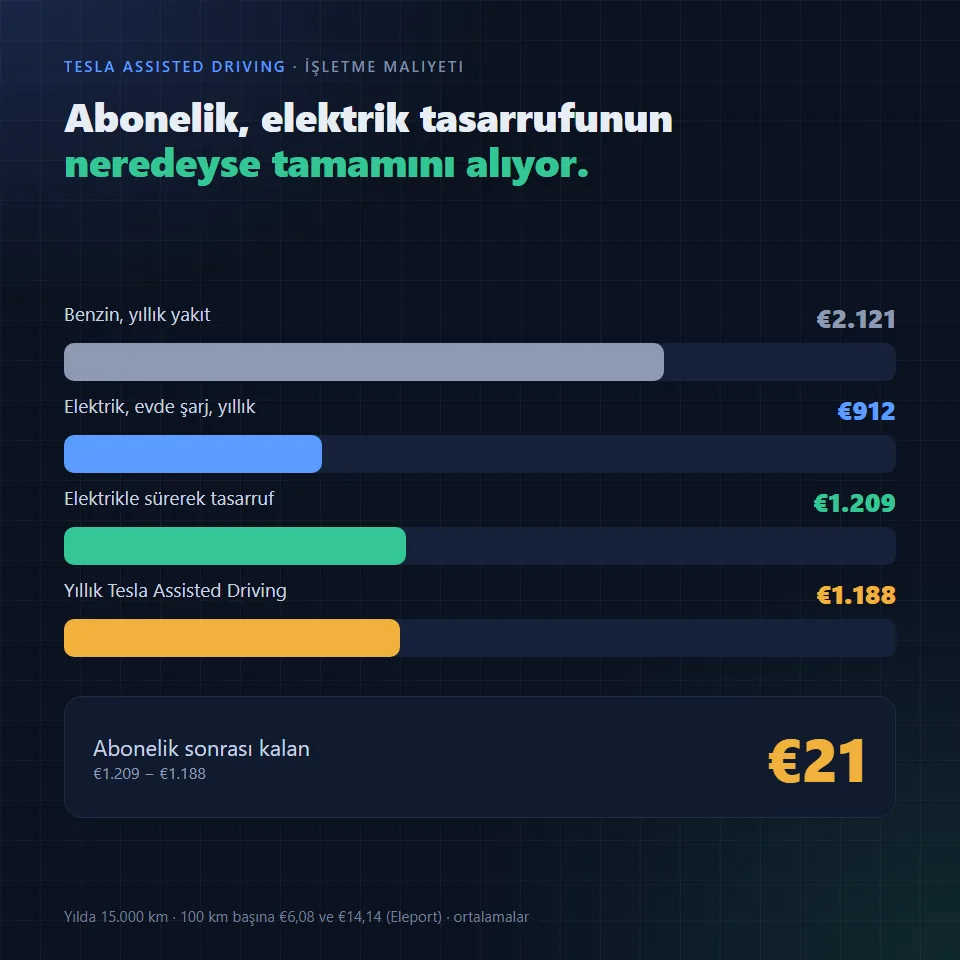 TESLA ASSISTED DRIVING · İŞLETME MALIYETI
Abonelik, elektrik tasarrufunun
neredeyse tamamını alıyor.
Benzin, yıllık yakıt
€2.121
Elektrik, evde şarj, yıllık
€912
Elektrikle sürerek tasarruf
€1.209
Yıllık Tesla Assisted Driving
€1.188
Abonelik sonrası kalan
€1.209 − €1.188
€21
Yılda 15.000 km · 100 km başına €6,08 ve €14,14 (Eleport) · ortalamalar